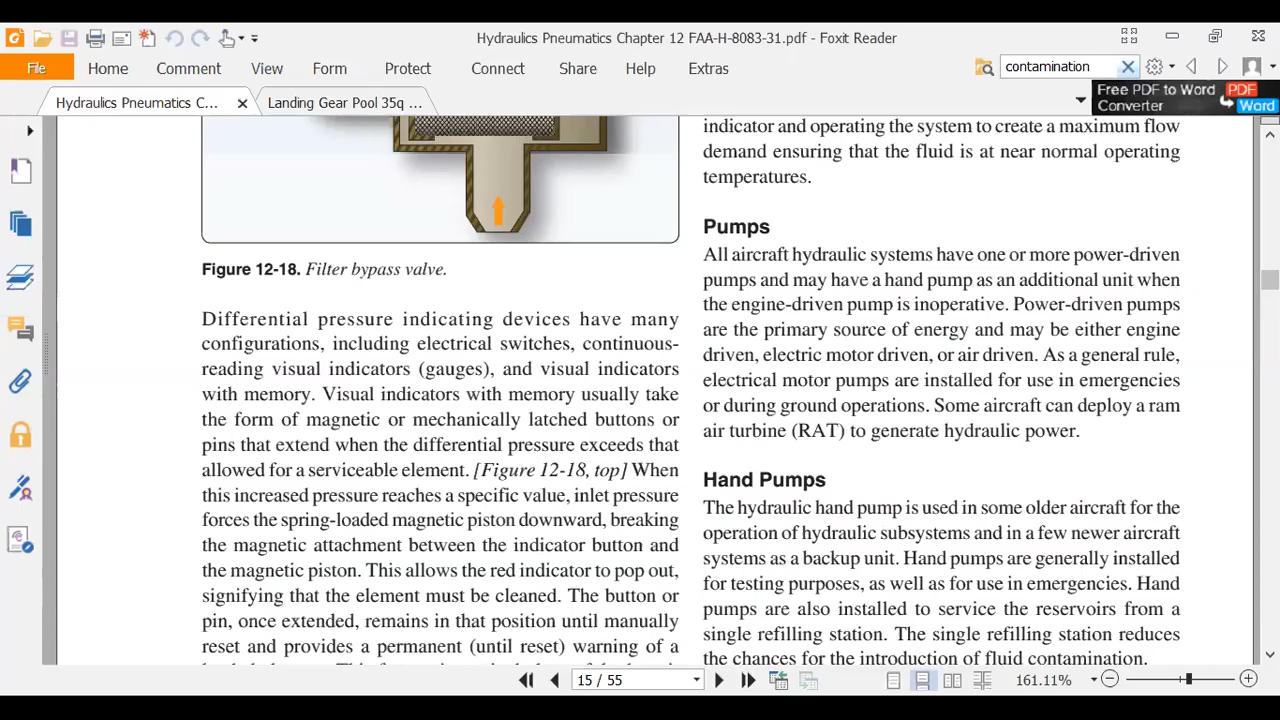 Hydraulics Pneumatics Chapter 12 FAA-H-8083-31.pdf - Foxit Reader
File Home Comment View Form Protect Connect Share Help Extras
contamination
Hydraulics Pneumatics C... Landing Gear Pool 35q ...
Free PDF to Word
Converter
PDF
Word
Figure 12-18. Filter bypass valve.
Differential pressure indicating devices have many
configurations, including electrical switches, continuous-
reading visual indicators (gauges), and visual indicators
with memory. Visual indicators with memory usually take
the form of magnetic or mechanically latched buttons or
pins that extend when the differential pressure exceeds that
allowed for a serviceable element. [Figure 12-18, top] When
this increased pressure reaches a specific value, inlet pressure
forces the spring-loaded magnetic piston downward, breaking
the magnetic attachment between the indicator button and
the magnetic piston. This allows the red indicator to pop out,
signifying that the element must be cleaned. The button or
pin, once extended, remains in that position until manually
reset and provides a permanent (until reset) warning of a
indicator and operating the system to create a maximum flow
demand ensuring that the fluid is at near normal operating
temperatures.
Pumps
All aircraft hydraulic systems have one or more power-driven
pumps and may have a hand pump as an additional unit when
the engine-driven pump is inoperative. Power-driven pumps
are the primary source of energy and may be either engine
driven, electric motor driven, or air driven. As a general rule,
electrical motor pumps are installed for use in emergencies
or during ground operations. Some aircraft can deploy a ram
air turbine (RAT) to generate hydraulic power.
Hand Pumps
The hydraulic hand pump is used in some older aircraft for the
operation of hydraulic subsystems and in a few newer aircraft
systems as a backup unit. Hand pumps are generally installed
for testing purposes, as well as for use in emergencies. Hand
pumps are also installed to service the reservoirs from a
single refilling station. The single refilling station reduces
the chances for the introduction of fluid contamination.
15 / 55
161.11%